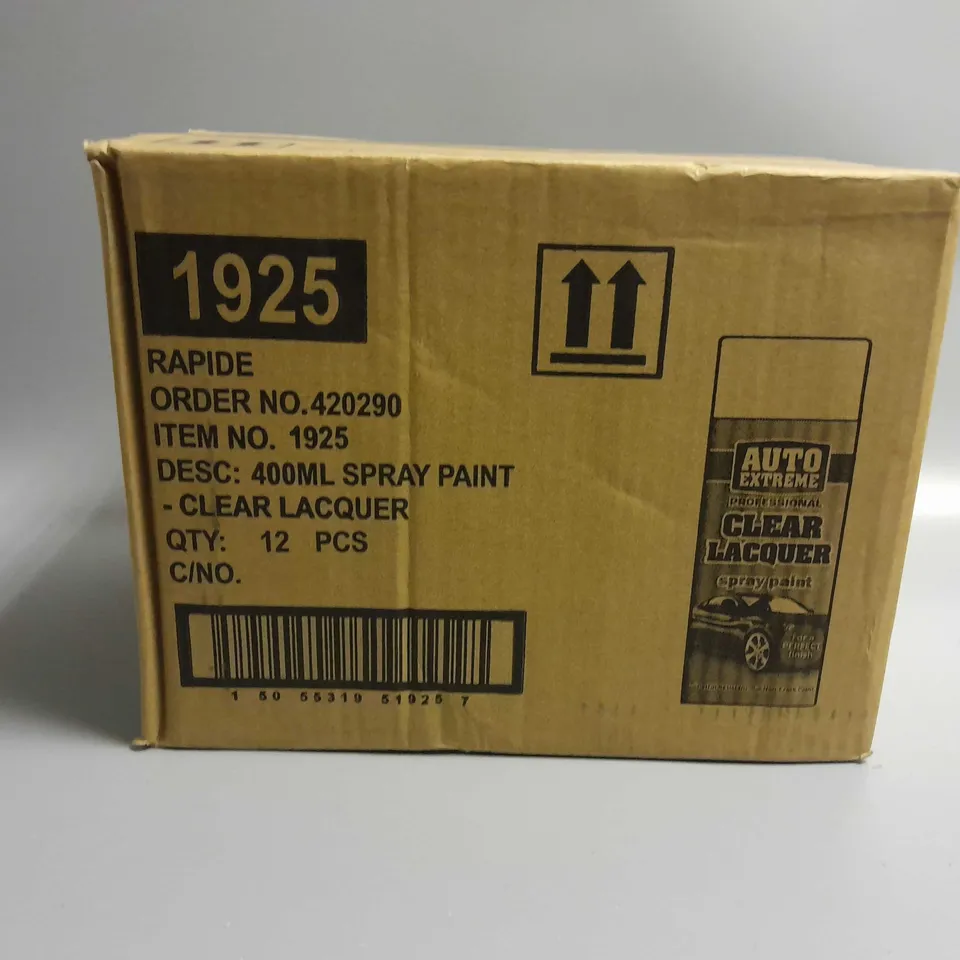 1925
RAPIDE
ORDER NO.420290
ITEM NO. 1925
DESC: 400ML SPRAY PAINT
- CLEAR LACQUER
QTY: 12 PCS
C/NO.
1 50 55319 51925 7
AUTO
EXTREME
PROFESSIONAL
CLEAR
LACQUER
spray paint
For a
PERFECT
finish